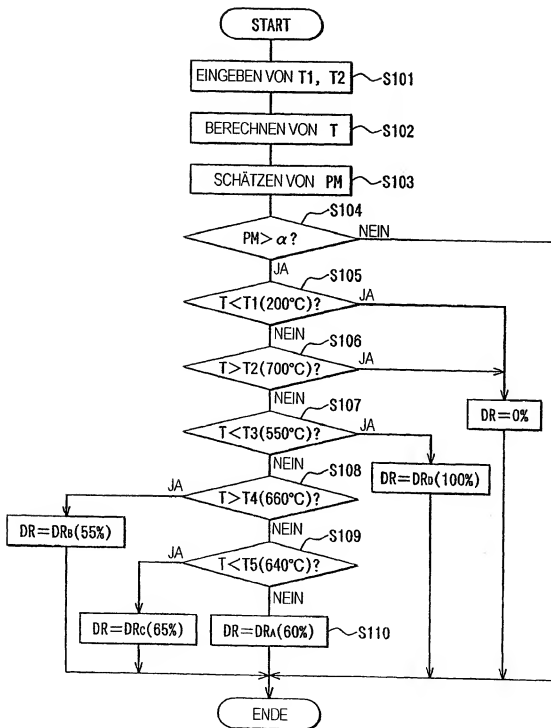 START
EINGEBEN VON T1, T2
S101
BERECHNEN VON T
S102
SCHÄTZEN VON PM
S103
S104
PM> α?
NEIN
JA
S105
T<T1(200°C)?
JA
NEIN
S106
T>T2(700°C)?
JA
NEIN
S107
DR=0%
T<T3(550°C)?
JA
NEIN
S108
DR=DRD(100%)
JA
T>T4(660°C)?
DR=DRB(55%)
NEIN
S109
JA
T<T5(640°C)?
NEIN
DR=DRC(65%)
DR=DRA(60%)
S110
ENDE